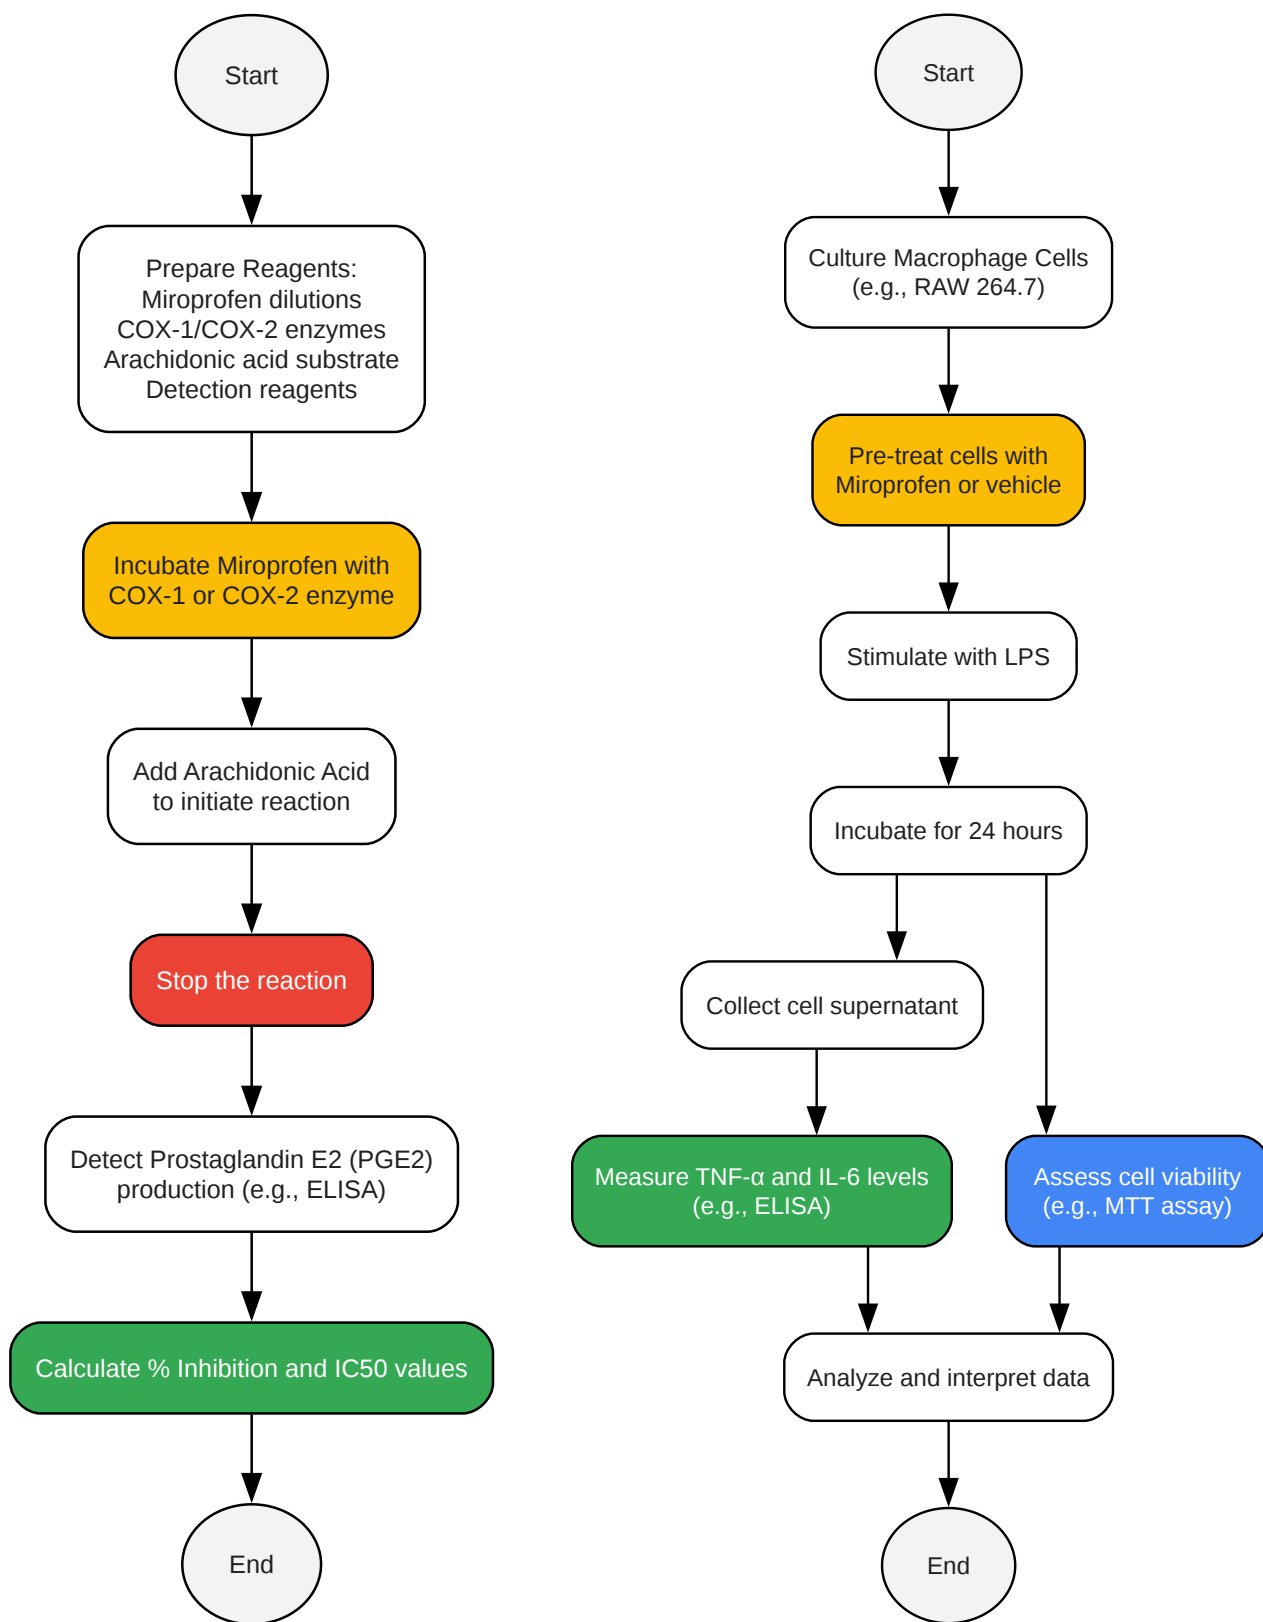 Start
Prepare Reagents:
Miroprofen dilutions
COX-1/COX-2 enzymes
Arachidonic acid substrate
Detection reagents
Incubate Miroprofen with
COX-1 or COX-2 enzyme
Add Arachidonic Acid
to initiate reaction
Stop the reaction
Detect Prostaglandin E2 (PGE2)
production (e.g., ELISA)
Calculate % Inhibition and IC50 values
End
Start
Culture Macrophage Cells
(e.g., RAW 264.7)
Pre-treat cells with
Miroprofen or vehicle
Stimulate with LPS
Incubate for 24 hours
Collect cell supernatant
Measure TNF-α and IL-6 levels
(e.g., ELISA)
Assess cell viability
(e.g., MTT assay)
Analyze and interpret data
End